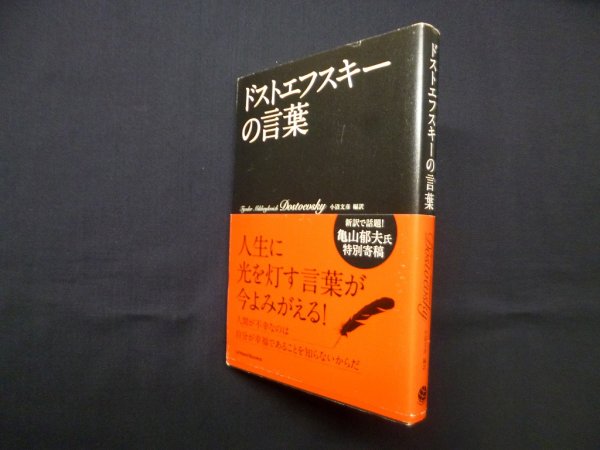 ドストエフスキー
の言葉
Fyodor Mikhaylovich Dostoevsky 小沼文彦 編訳
新訳で話題!
亀山郁夫氏
特別寄稿
人生に
光を灯す言葉が
今よみがえる!
人間が不幸なのは
自分が幸福であることを知らないからだ
ドストエフスキーの言葉
Dostoevsky